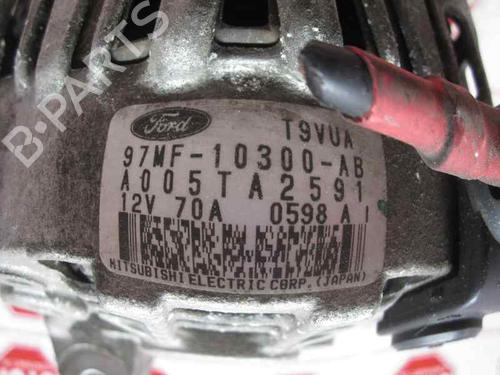 B-PARTS
Ford
T9VUA
97MF-10300-AB
A005TA2591
12V 70A 0598 A I
MITSUBISHI ELECTRIC CORP. (JAPAN)